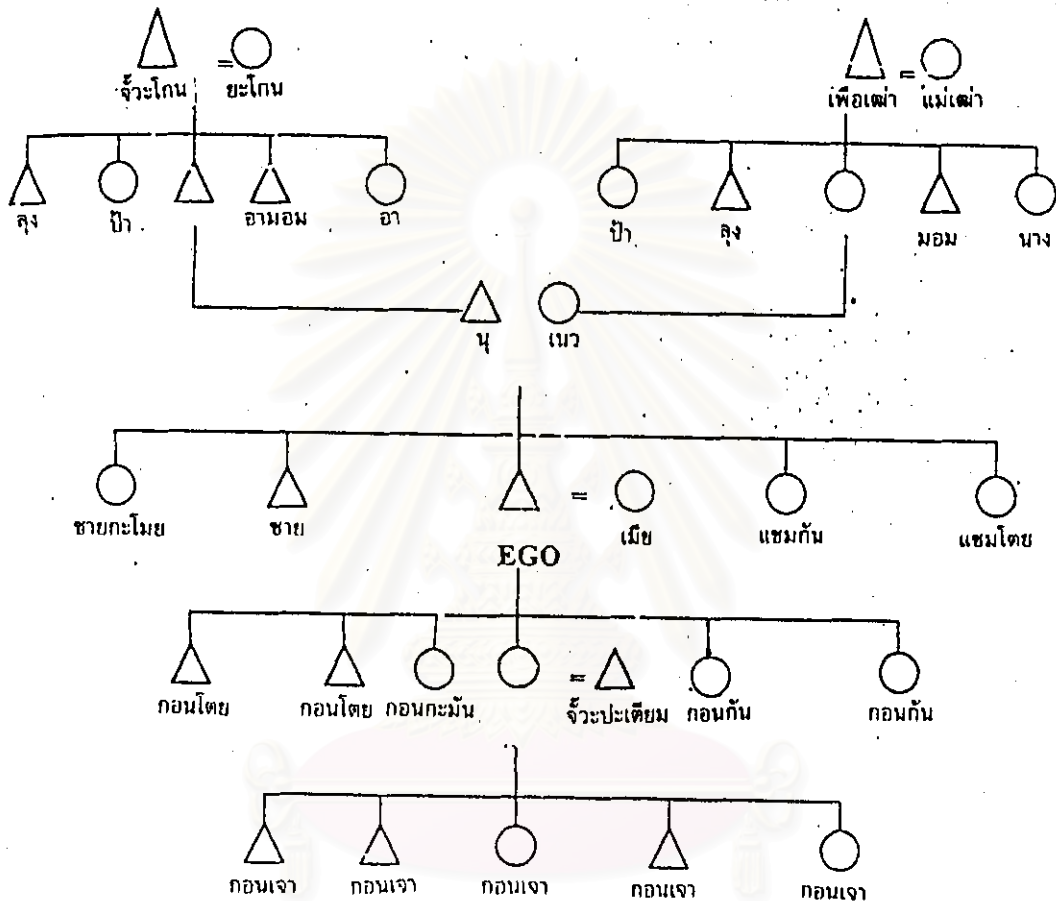 จั๊วะโกน ยะโกน เพือเฒ่า แม่เฒ่า
ลุง ป้า อามอม อา ป้า ลุง มอม นาง
นุ เนว
ชายกะโมย ชาย เมีย แชมกัน แชมโตย
EGO
กอนโตย กอนโตย กอนกะมัน จั๊วะปะเตียม กอนกัน กอนกัน
กอนเจา กอนเจา กอนเจา กอนเจา กอนเจา